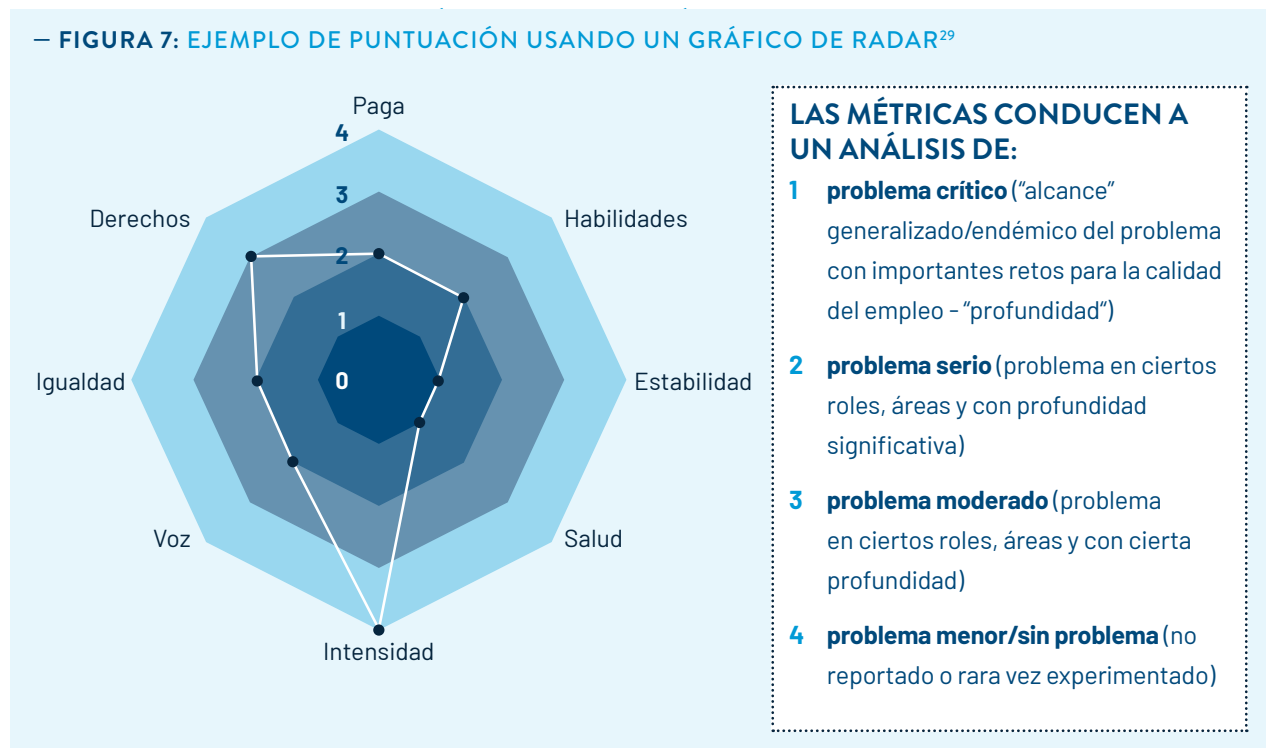 — FIGURA 7: EJEMPLO DE PUNTUACIÓN USANDO UN GRÁFICO DE RADAR29
Paga
4
3
Derechos
Habilidades
2
1
Igualdad
0
Estabilidad
Voz
Salud
Intensidad
LAS MÉTRICAS CONDUCEN A
UN ANÁLISIS DE:
1 problema crítico (“alcance”
generalizado/endémico del problema
con importantes retos para la calidad
del empleo - “profundidad”)
2 problema serio (problema en ciertos
roles, áreas y con profundidad
significativa)
3 problema moderado (problema
en ciertos roles, áreas y con cierta
profundidad)
4 problema menor/sin problema (no
reportado o rara vez experimentado)